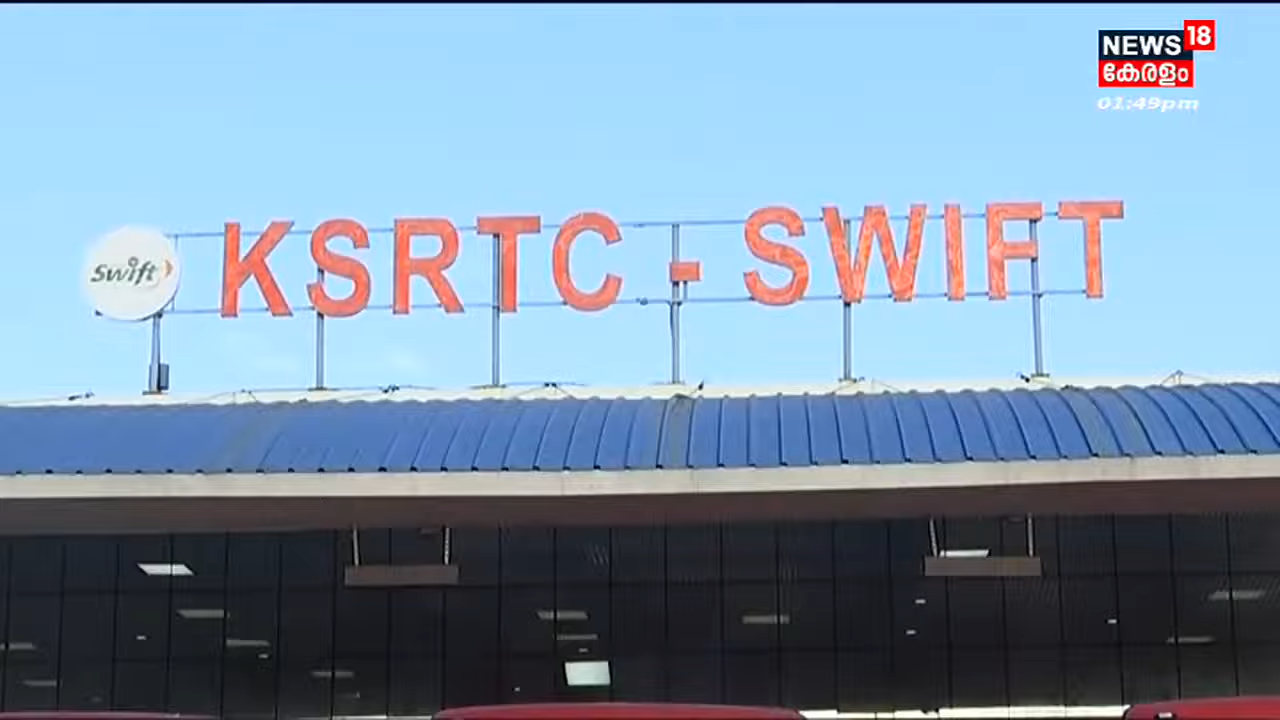 NEWS 18
കേരളം
01:49pm
KSRTC - SWIFT
Swift